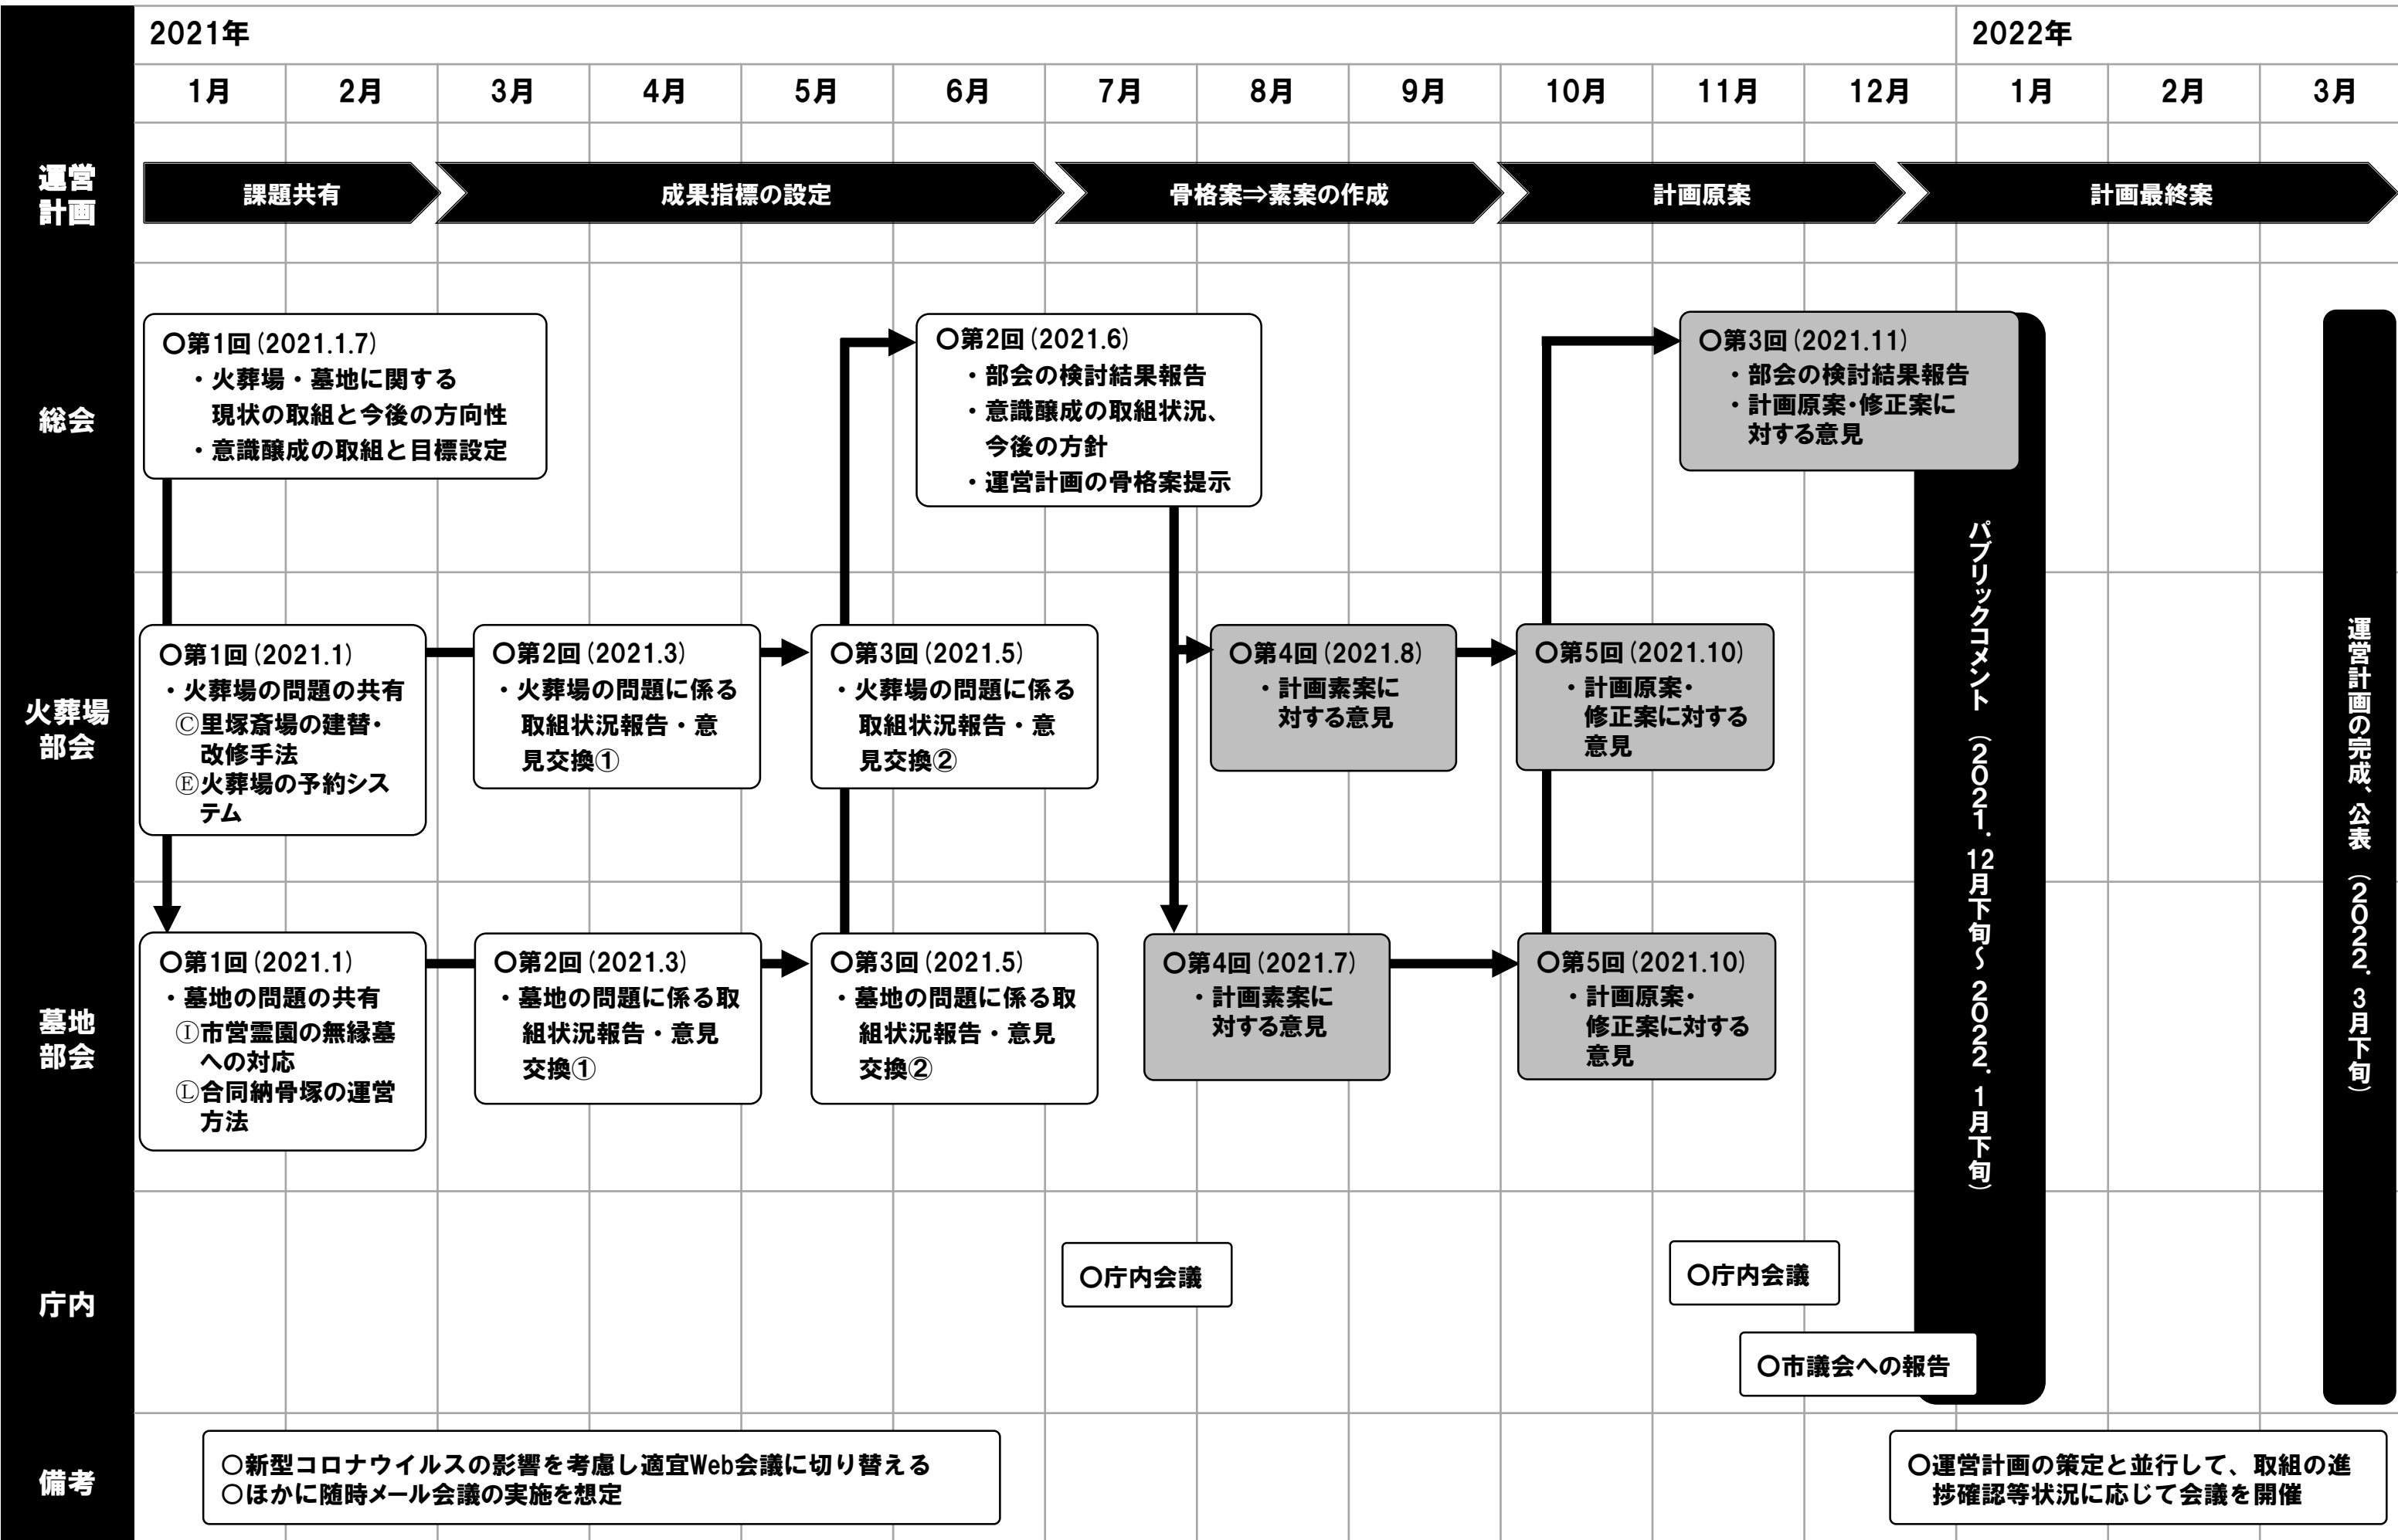 2021年
2022年
1月
2月
3月
4月
5月
6月
7月
8月
9月
10月
11月
12月
1月
2月
3月
運営
計画
課題共有
成果指標の設定
骨格案⇒素案の作成
計画原案
計画最終案
総会
○第1回(2021.1.7)
・火葬場・墓地に関する
現状の取組と今後の方向性
・意識醸成の取組と目標設定
○第2回(2021.6)
・部会の検討結果報告
・意識醸成の取組状況、
今後の方針
・運営計画の骨格案提示
○第3回(2021.11)
・部会の検討結果報告
・計画原案・修正案に
対する意見
火葬場
部会
○第1回(2021.1)
・火葬場の問題の共有
Ⓒ里塚斎場の建替・
改修手法
Ⓔ火葬場の予約シス
テム
○第2回(2021.3)
・火葬場の問題に係る
取組状況報告・意
見交換①
○第3回(2021.5)
・火葬場の問題に係る
取組状況報告・意
見交換②
○第4回(2021.8)
・計画素案に
対する意見
○第5回(2021.10)
・計画原案・
修正案に対する
意見
墓地
部会
○第1回(2021.1)
・墓地の問題の共有
Ⓘ市営霊園の無縁墓
への対応
Ⓛ合同納骨塚の運営
方法
○第2回(2021.3)
・墓地の問題に係る取
組状況報告・意見
交換①
○第3回(2021.5)
・墓地の問題に係る取
組状況報告・意見
交換②
○第4回(2021.7)
・計画素案に
対する意見
○第5回(2021.10)
・計画原案・
修正案に対する
意見
パブリックコメント（2021．12月下旬～2022．1月下旬）
運営計画の完成、公表（2022．3月下旬）
庁内
○庁内会議
○庁内会議
○市議会への報告
備考
○新型コロナウイルスの影響を考慮し適宜Web会議に切り替える
○ほかに随時メール会議の実施を想定
○運営計画の策定と並行して、取組の進
捗確認等状況に応じて会議を開催